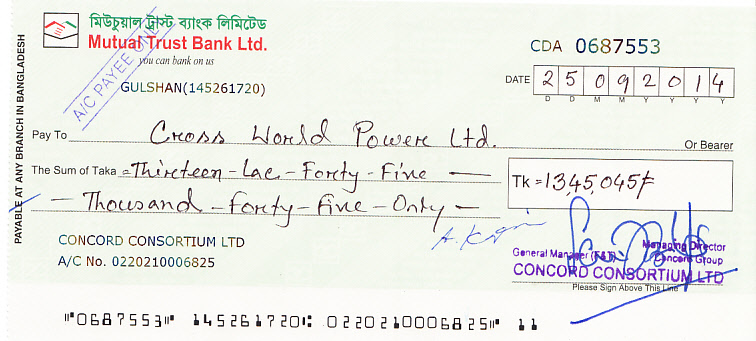 মিউচুয়াল ট্রাস্ট ব্যাংক লিমিটেড
Mutual Trust Bank Ltd.
you can bank on us
A/C PAYEE ONLY
GULSHAN(145261720)
CDA 0687553
DATE 25092014
D D M M Y Y Y Y
PAYABLE AT ANY BRANCH IN BANGLADESH
Pay To Cross World Power Ltd. Or Bearer
The Sum of Taka =Thirteen-Lac-Forty-Five—
—Thousand-Forty-Five-Only—
Tk =1345,045/=
CONCORD CONSORTIUM LTD
A/C No. 0220210006825
General Manager (F&T) Managing Director
Concord Group
CONCORD CONSORTIUM LTD
Please Sign Above This Line
⑈0687553⑈ 145261720⑆ 0220210006825⑈ 11